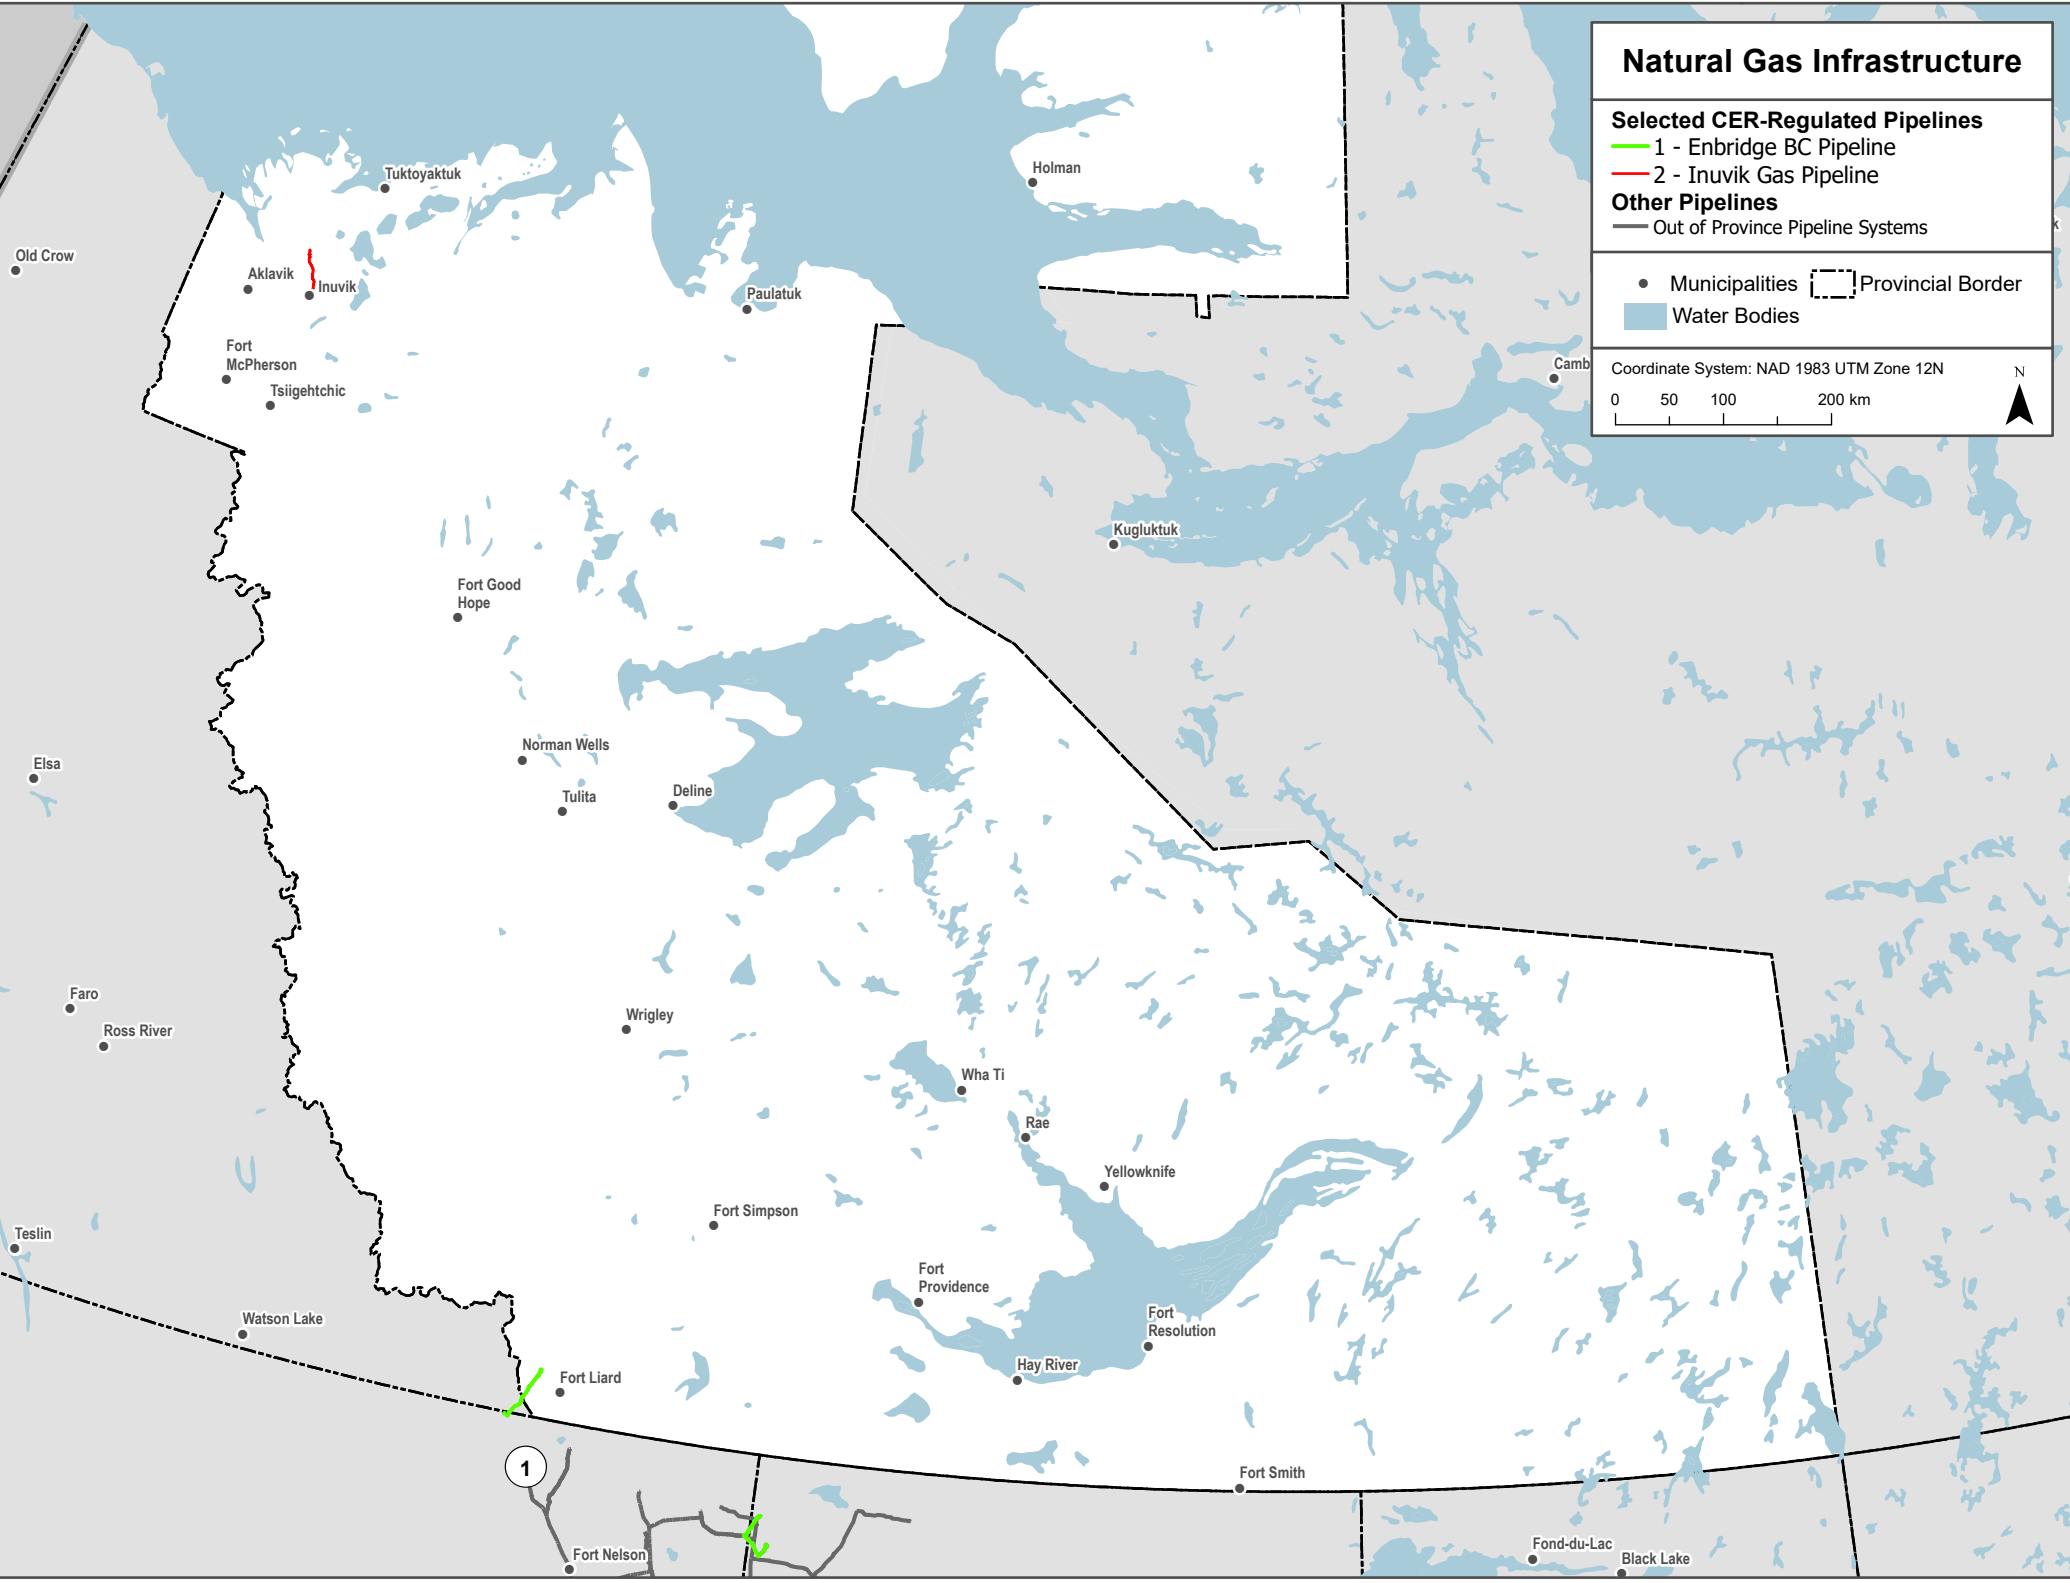 Natural Gas Infrastructure
Selected CER-Regulated Pipelines
1 - Enbridge BC Pipeline
2 - Inuvik Gas Pipeline
Other Pipelines
Out of Province Pipeline Systems
Municipalities
Provincial Border
Water Bodies
Coordinate System: NAD 1983 UTM Zone 12N
N
0 50 100 200 km
Tuktoyaktuk
Holman
Old Crow
Aklavik
Inuvik
Paulatuk
Fort
McPherson
Tsiigehtchic
Camb
k
Kugluktuk
Fort Good
Hope
Norman Wells
Elsa
Tulita
Deline
Faro
Ross River
Wrigley
Wha Ti
Rae
Yellowknife
Fort Simpson
Teslin
Fort
Providence
Watson Lake
Fort
Resolution
Hay River
Fort Liard
1
Fort Smith
Fort Nelson
Fond-du-Lac
Black Lake